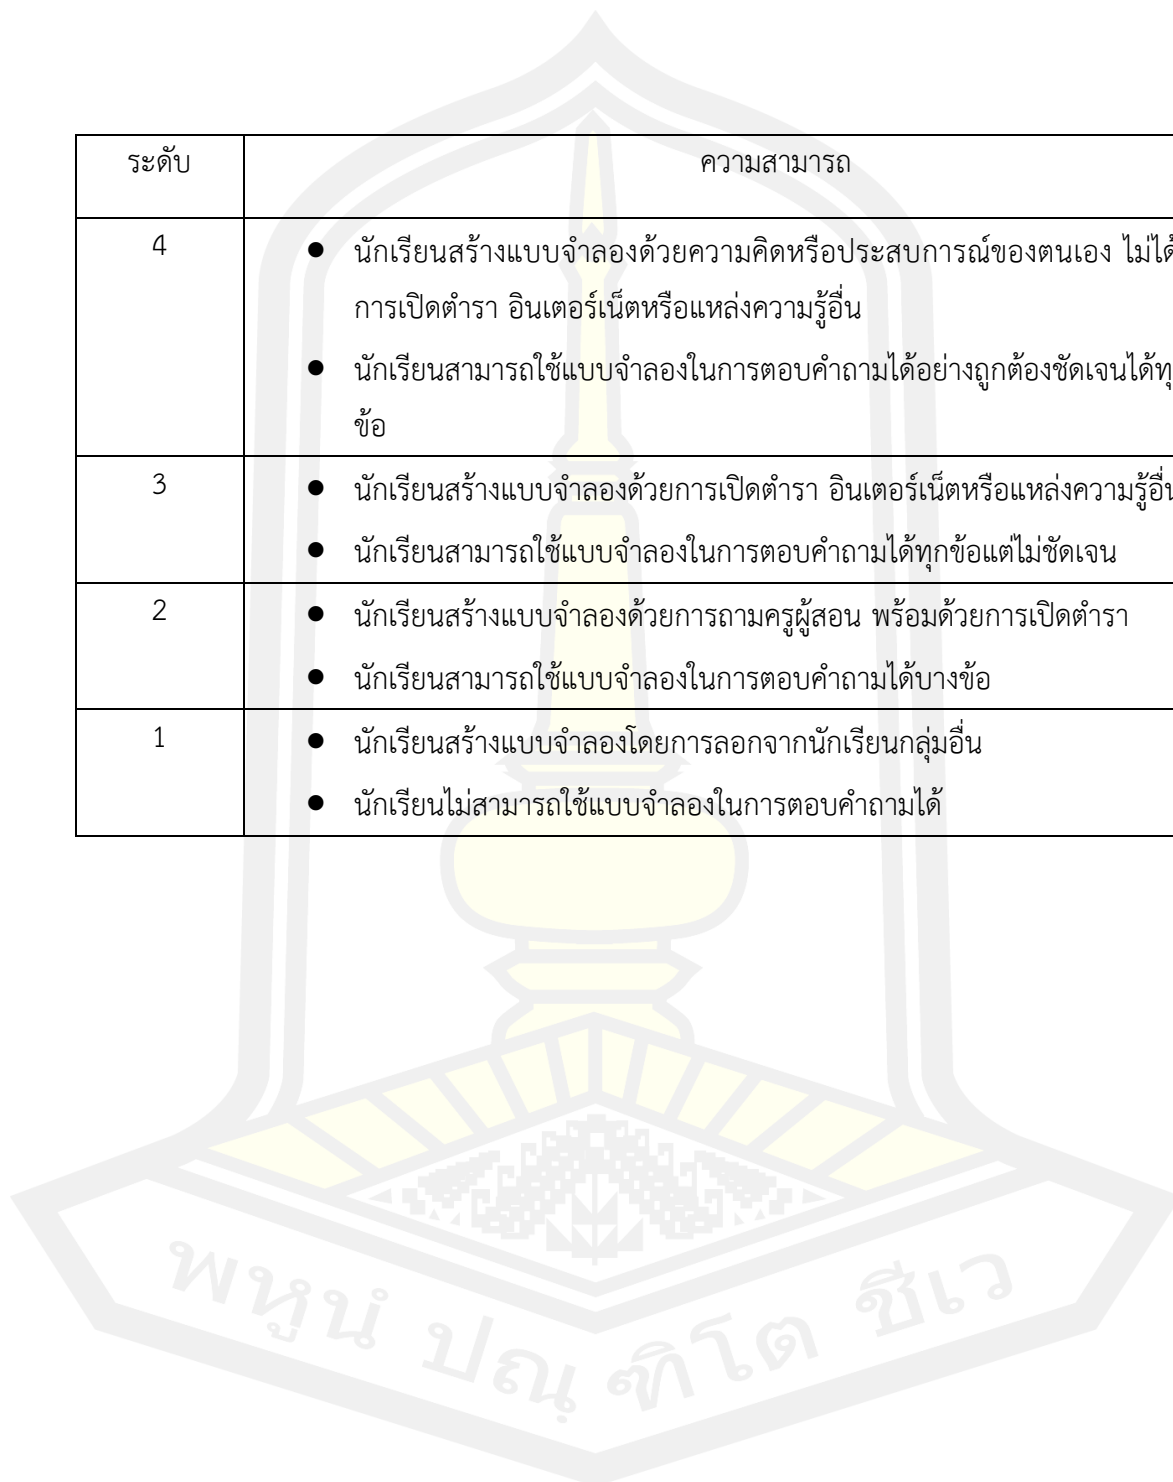 ระดับ ความสามารถ
4 ● นักเรียนสร้างแบบจำลองด้วยความคิดหรือประสบการณ์ของตนเอง
การเปิดตำรา อินเตอร์เน็ตหรือแหล่งความรู้อื่น
● นักเรียนสามารถใช้แบบจำลองในการตอบคำถามได้อย่างถูกต้องชัดเจนได้
ข้อ
3 ● นักเรียนสร้างแบบจำลองด้วยการเปิดตำรา อินเตอร์เน็ตหรือแหล่งความรู้อื่น
● นักเรียนสามารถใช้แบบจำลองในการตอบคำถามได้ทุกข้อแต่ไม่ชัดเจน
2 ● นักเรียนสร้างแบบจำลองด้วยการถามครูผู้สอน พร้อมด้วยการเปิดตำรา
● นักเรียนสามารถใช้แบบจำลองในการตอบคำถามได้บางข้อ
1 ● นักเรียนสร้างแบบจำลองโดยการลอกจากนักเรียนกลุ่มอื่น
● นักเรียนไม่สามารถใช้แบบจำลองในการตอบคำถามได้
พหูนํ ปณฺฑิโต ชีเว